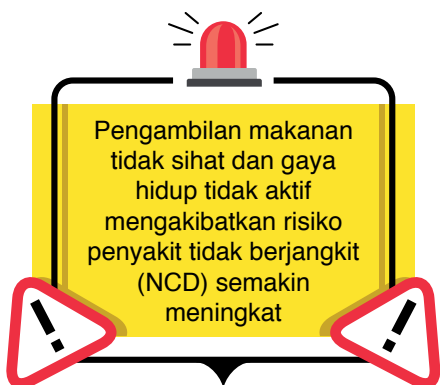 Pengambilan makanan
tidak sihat dan gaya
hidup tidak aktif
mengakibatkan risiko
penyakit tidak berjangkit
(NCD) semakin
meningkat
!
!